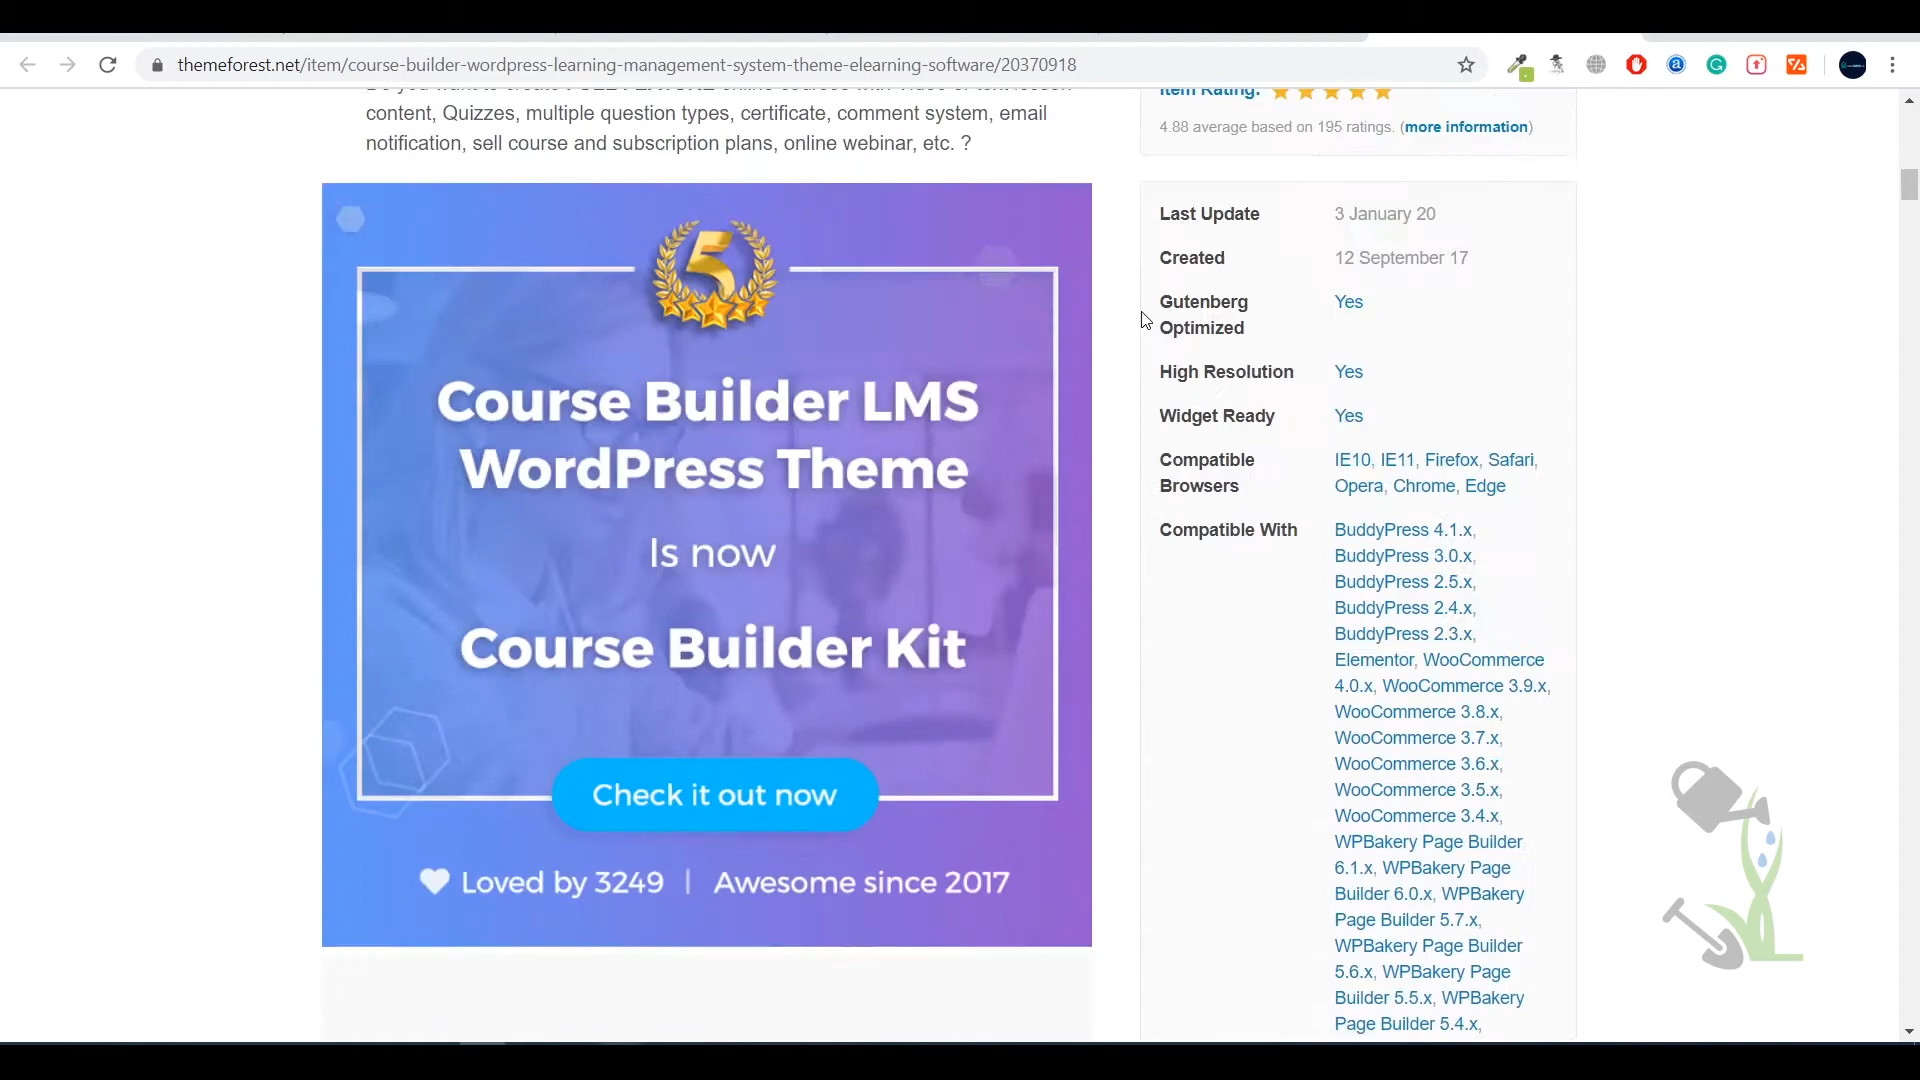 themeforest.net/item/course-builder-wordpress-learning-management-system-theme-elearning-software/20370918
content, Quizzes, multiple question types, certificate, comment system, email
notification, sell course and subscription plans, online webinar, etc. ?
5
Course Builder LMS
WordPress Theme
Is now
Course Builder Kit
Check it out now
Loved by 3249 | Awesome since 2017
Item Rating:
4.88 average based on 195 ratings. (more information)
Last Update 3 January 20
Created 12 September 17
Gutenberg Optimized Yes
High Resolution Yes
Widget Ready Yes
Compatible Browsers IE10, IE11, Firefox, Safari,
Opera, Chrome, Edge
Compatible With BuddyPress 4.1.x,
BuddyPress 3.0.x,
BuddyPress 2.5.x,
BuddyPress 2.4.x,
BuddyPress 2.3.x,
Elementor, WooCommerce
4.0.x, WooCommerce 3.9.x,
WooCommerce 3.8.x,
WooCommerce 3.7.x,
WooCommerce 3.6.x,
WooCommerce 3.5.x,
WooCommerce 3.4.x,
WPBakery Page Builder
6.1.x, WPBakery Page
Builder 6.0.x, WPBakery
Page Builder 5.7.x,
WPBakery Page Builder
5.6.x, WPBakery Page
Builder 5.5.x, WPBakery
Page Builder 5.4.x,